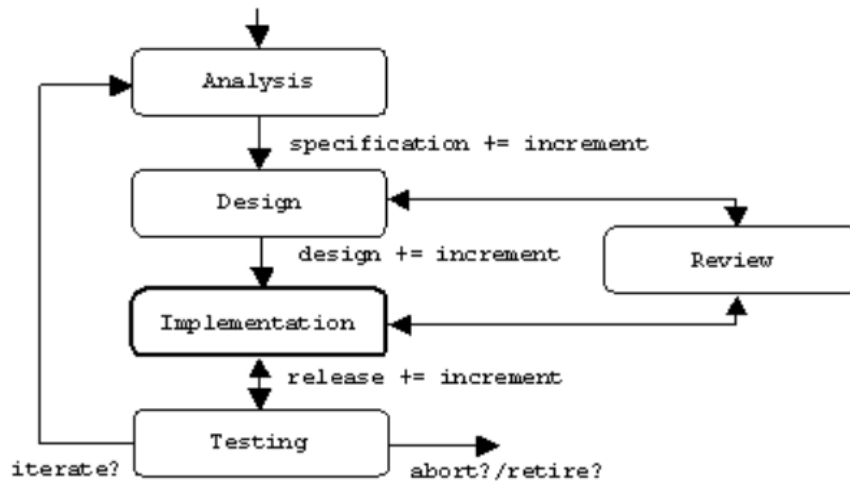 Analysis
specification += increment
Design
design += increment
Review
Implementation
release += increment
Testing
iterate?
abort?/retire?